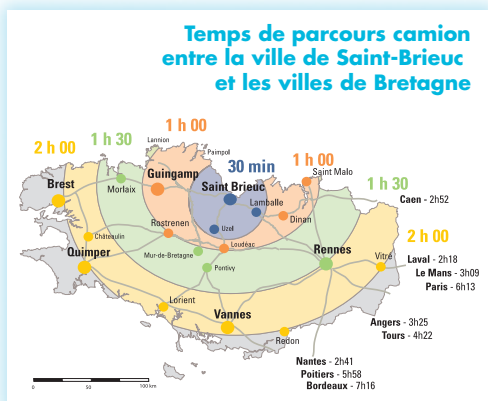 Temps de parcours camion
entre la ville de Saint-Brieuc
et les villes de Bretagne
1 h 00
2 h 00
1 h 30
Lannion
Paimpol
30 min
1 h 00
Guingamp
Saint Malo
Brest
Morlaix
Saint Brieuc
1 h 30
Lamballe
Caen - 2h52
Dinan
Rostrenen
Uzel
Châteaulin
Loudéac
2 h 00
Quimper
Mur-de-Bretagne
Rennes
Vitré
Laval - 2h18
Pontivy
Le Mans - 3h09
Paris - 6h13
Lorient
Vannes
Angers - 3h25
Redon
Tours - 4h22
Nantes - 2h41
Poitiers - 5h58
Bordeaux - 7h16
0 50 100 km